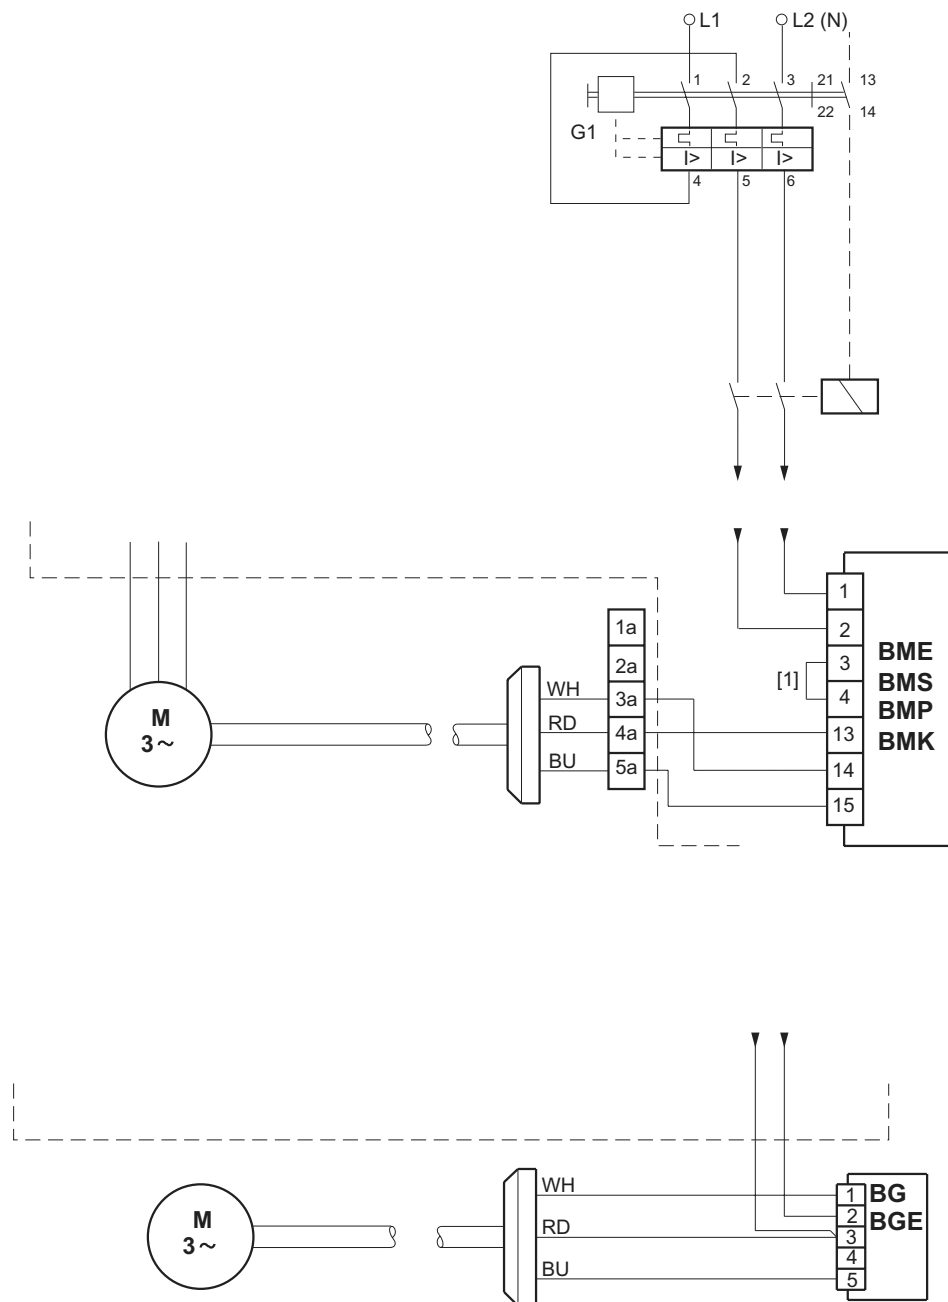 L1
L2 (N)
1
2
3
21
13
22
14
G1
I>
I>
I>
4
5
6
1
1a
2
BME
2a
3
[1]
BMS
WH
3a
4
BMP
M
3~
RD
4a
13
BMK
BU
5a
14
15
WH
1
BG
2
BGE
M
3~
RD
3
4
BU
5